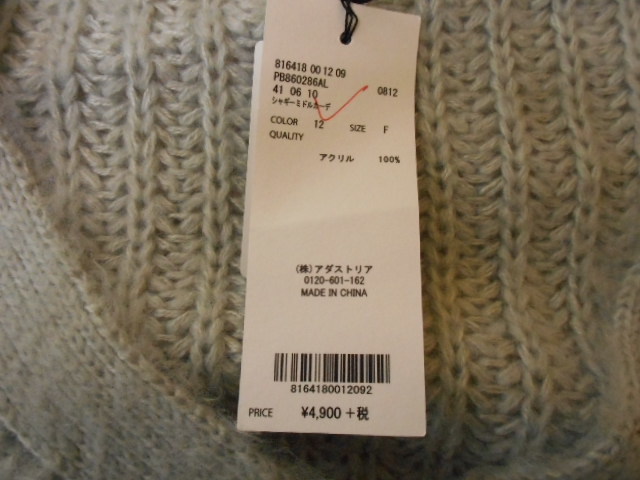 816418 00 12 09
PB860286AL
41 06 10 0812
シャギーミドルカーデ
COLOR 12 SIZE F
QUALITY
アクリル 100%
(株)アダストリア
0120-601-162
MADE IN CHINA
8164180012092
PRICE ¥4,900 +税